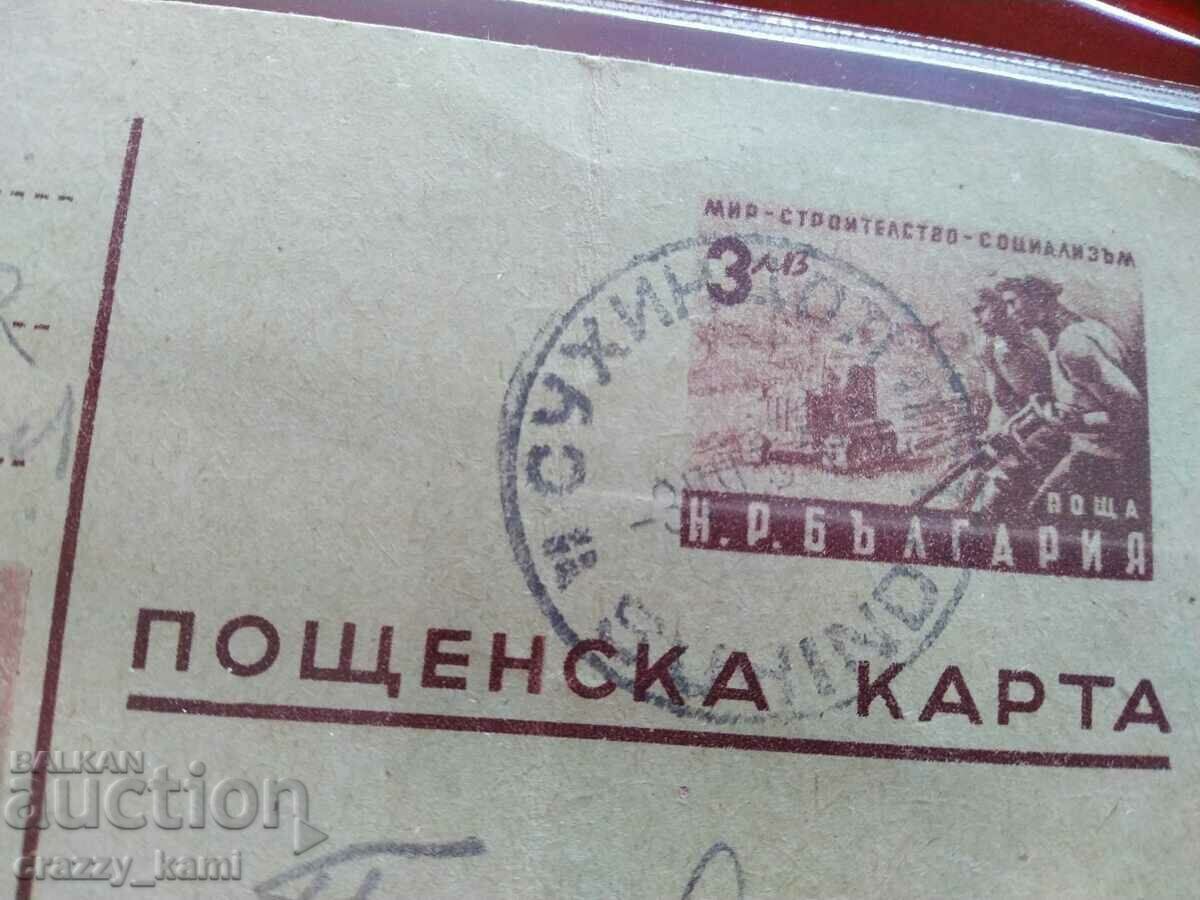 МИР-СТРОИТЕЛСТВО-СОЦИАЛИЗЪМ
3 лв
СУХИНДОЛ
ПОЩА
Н.Р.БЪЛГАРИЯ
ПОЩЕНСКА КАРТА
BALKAN
auction
crazzy_kami